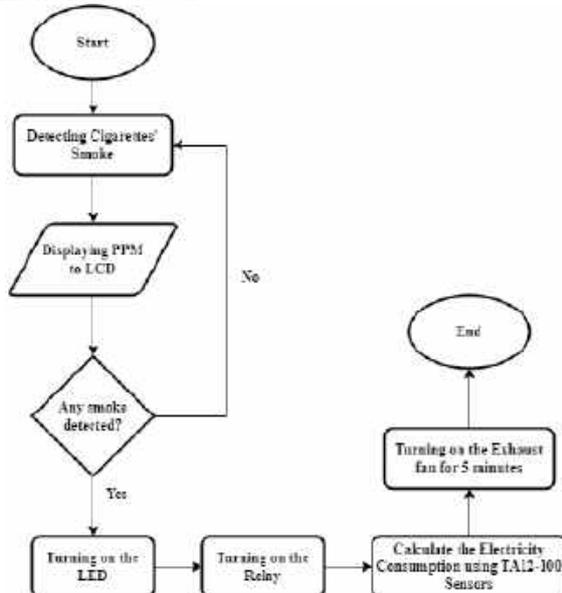 Start
Detecting Cigarettes'
Smoke
Displaying PPM
to LCD
No
Any smoke
detected?
Yes
Turning on the
LED
Turning on the
Relay
Calculate the Electricity
Consumption using TA12-100
Sensors
Turning on the Exhaust
fan for 5 minutes
End